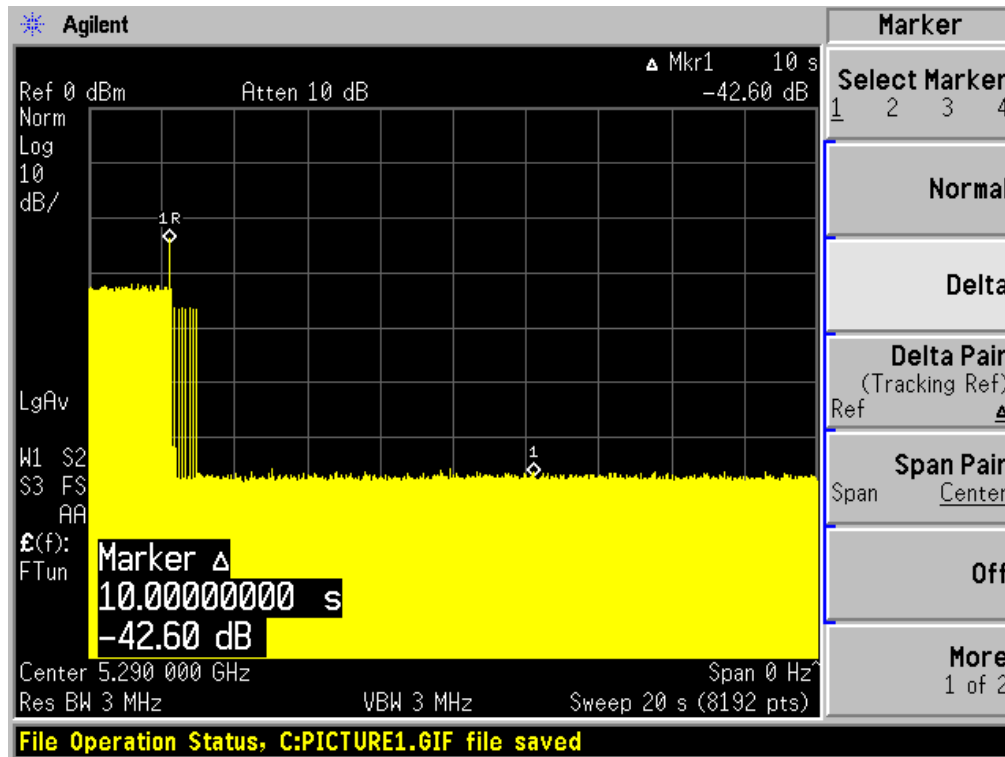 Agilent
Marker
▵ Mkr1 10 s
Ref 0 dBm Atten 10 dB -42.60 dB
Norm
Log
10
dB/
1R
LgAv
1
W1 S2
S3 FS
AA
£(f):
FTun
Marker ▵
10.00000000 s
-42.60 dB
Center 5.290 000 GHz Span 0 Hz^
Res BW 3 MHz VBW 3 MHz Sweep 20 s (8192 pts)
File Operation Status, C:PICTURE1.GIF file saved
Select Marker
1 2 3 4
Normal
Delta
Delta Pair
(Tracking Ref)
Ref ▵
Span Pair
Span Center
Off
More
1 of 2